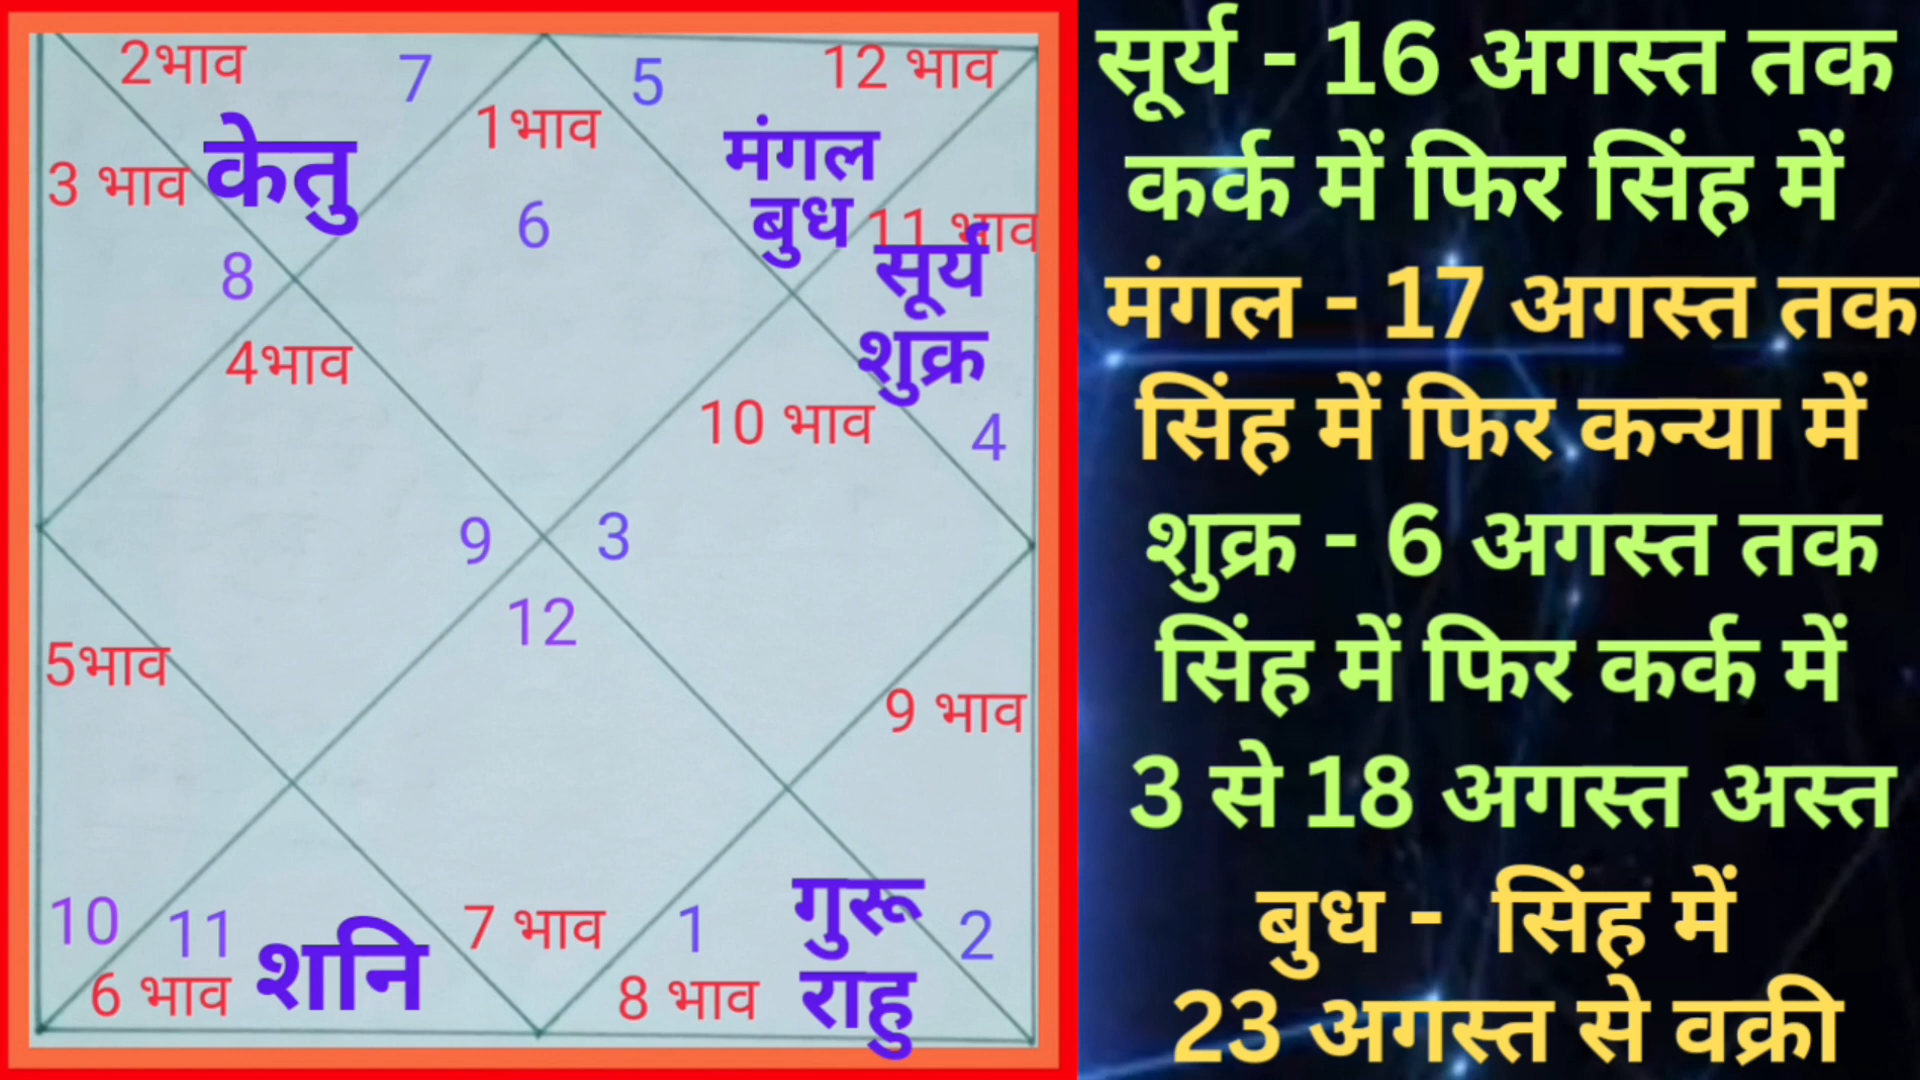 2भाव
7
5
12 भाव
1भाव
केतु
मंगल
बुध
3 भाव
6
11 भाव
सूर्य
शुक्र
8
4भाव
10 भाव
4
9
3
12
5भाव
9 भाव
10
11
शनि
6 भाव
7 भाव
1
गुरू
राहु
2
8 भाव
सूर्य - 16 अगस्त तक
कर्क में फिर सिंह में
मंगल - 17 अगस्त तक
सिंह में फिर कन्या में
शुक्र - 6 अगस्त तक
सिंह में फिर कर्क में
3 से 18 अगस्त अस्त
बुध - सिंह में
23 अगस्त से वक्री